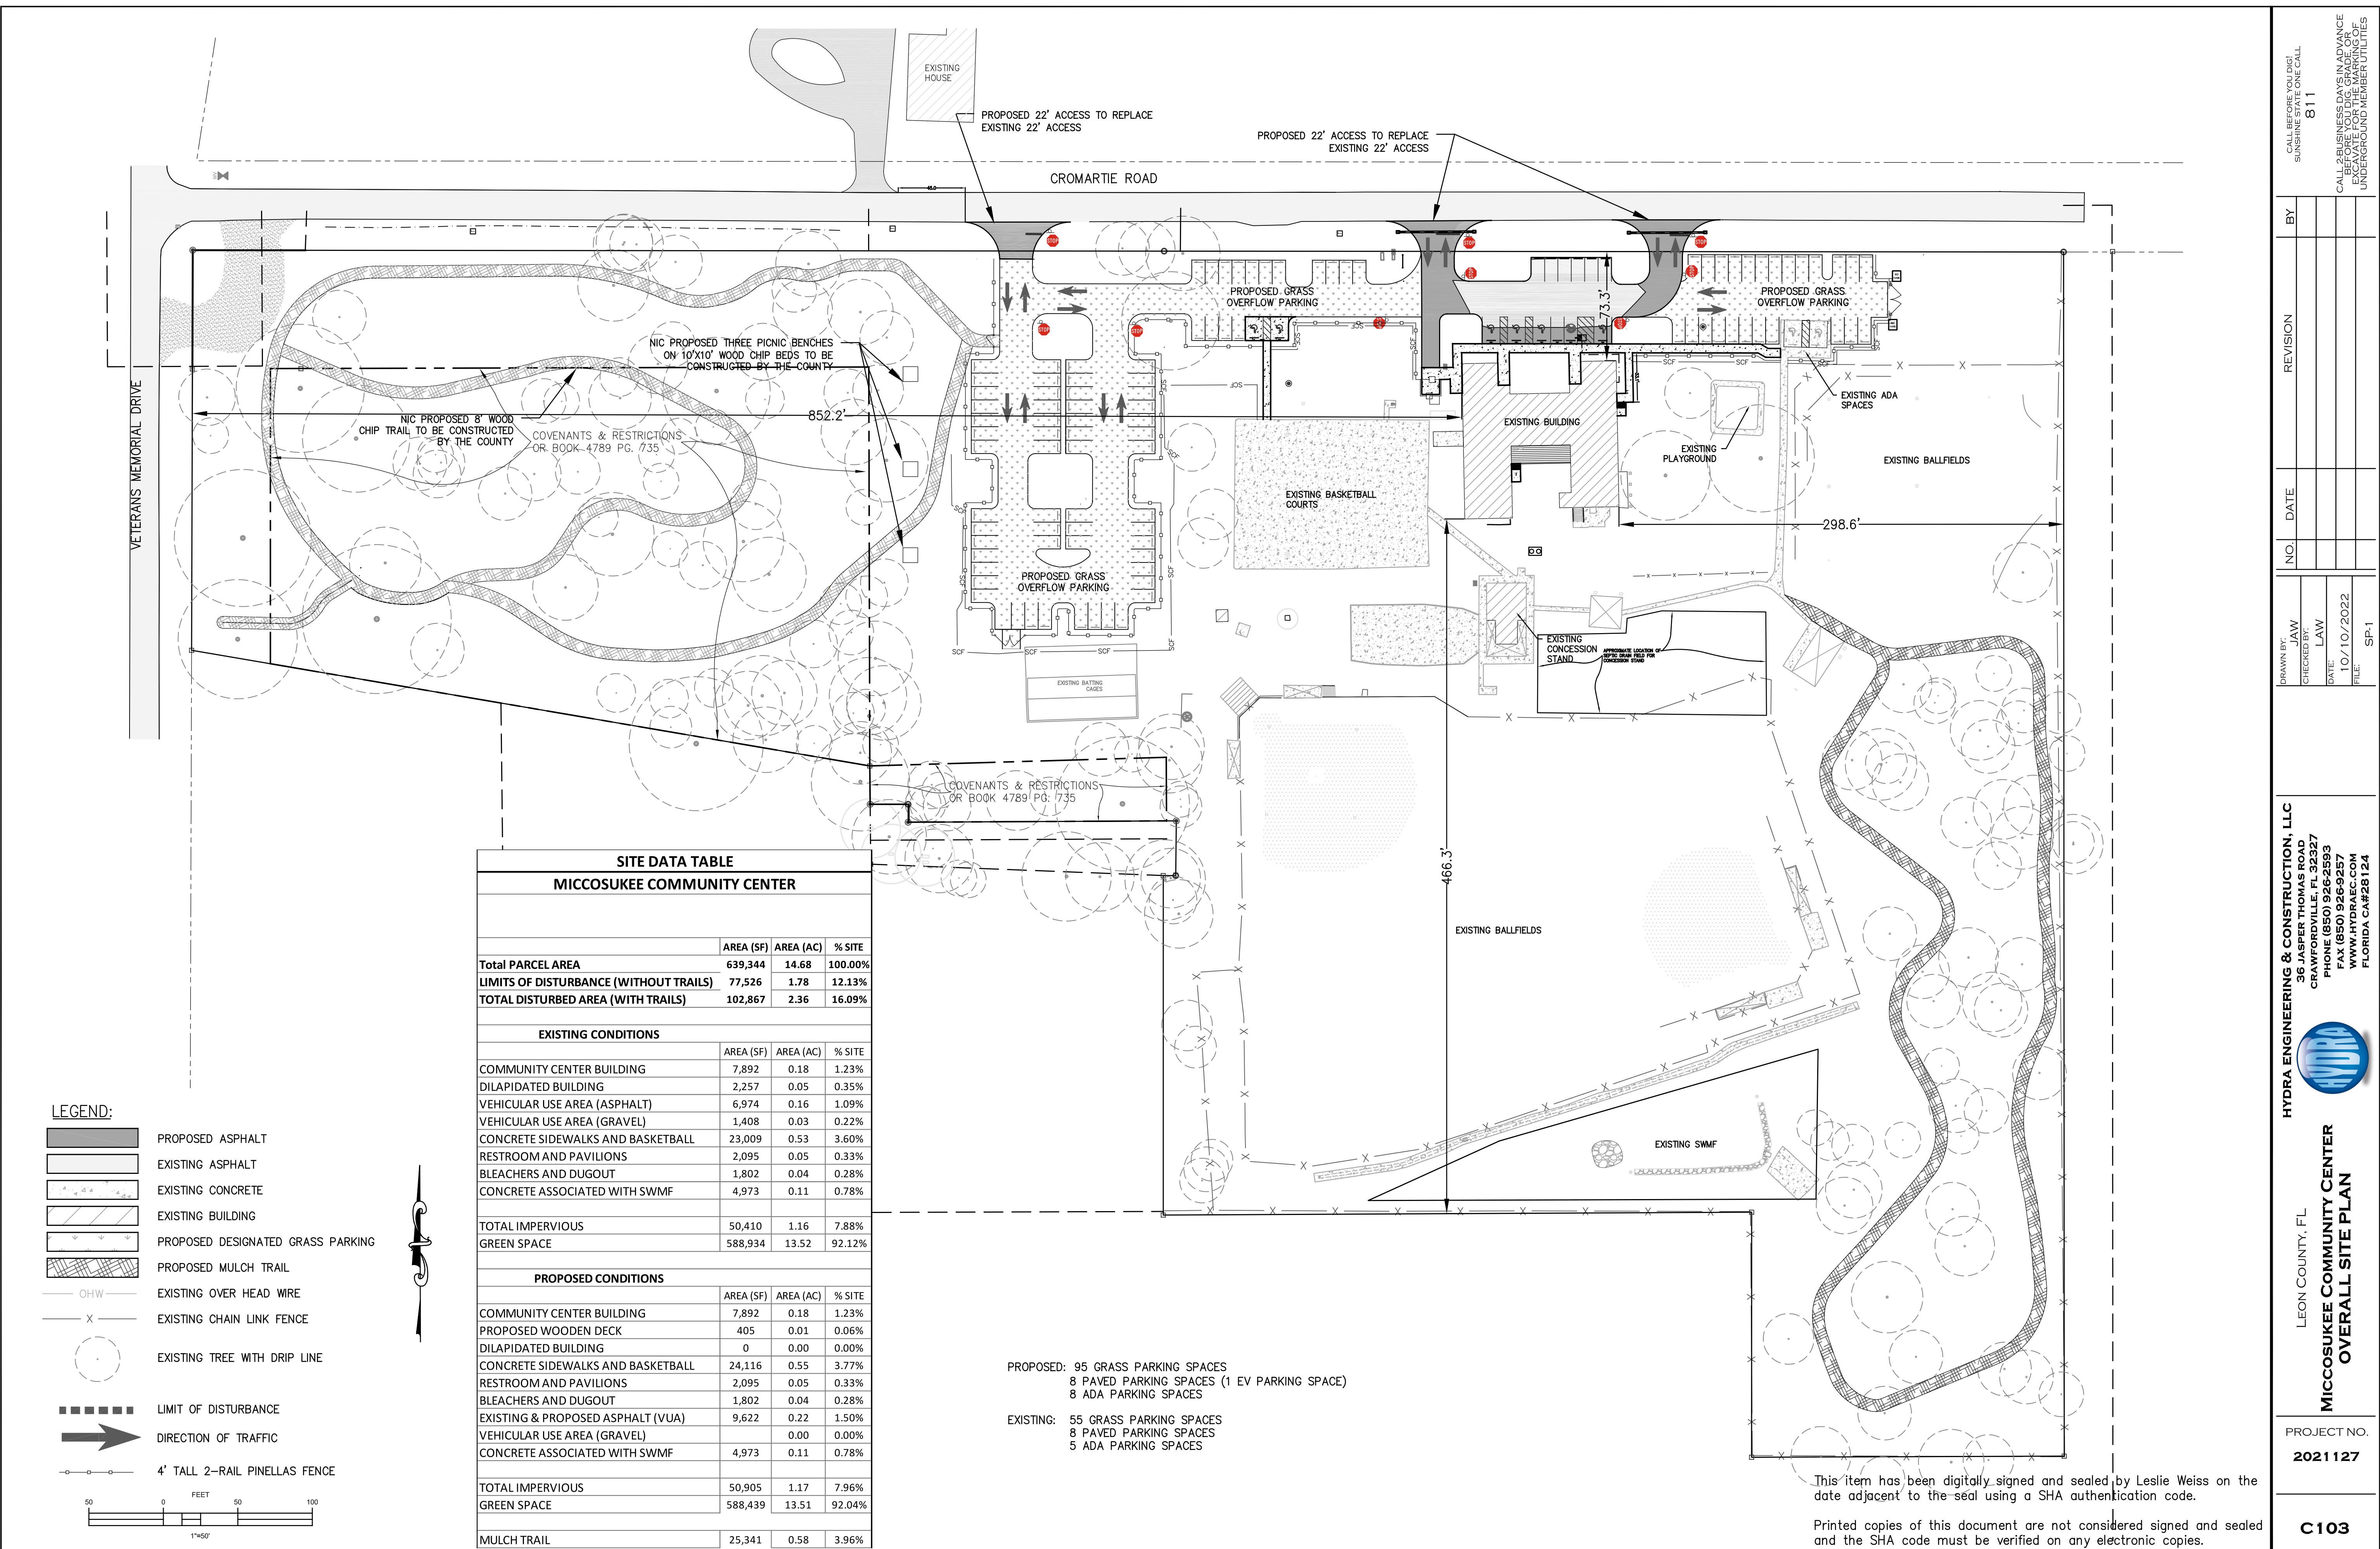 EXISTING
HOUSE
PROPOSED 22' ACCESS TO REPLACE
EXISTING 22' ACCESS
PROPOSED 22' ACCESS TO REPLACE
EXISTING 22' ACCESS
CROMARTIE ROAD
VETERANS MEMORIAL DRIVE
STOP
STOP
STOP
STOP
STOP
STOP
STOP
STOP
STOP
PROPOSED GRASS
OVERFLOW PARKING
PROPOSED GRASS
OVERFLOW PARKING
73.3'
NIC PROPOSED THREE PICNIC BENCHES
ON 10'X10' WOOD CHIP BEDS TO BE
CONSTRUCTED BY THE COUNTY
852.2'
NIC PROPOSED 8' WOOD
CHIP TRAIL TO BE CONSTRUCTED
BY THE COUNTY
COVENANTS & RESTRICTIONS
OR BOOK 4789 PG. 735
EXISTING BUILDING
EXISTING ADA
SPACES
EXISTING
PLAYGROUND
EXISTING BALLFIELDS
EXISTING BASKETBALL
COURTS
298.6'
PROPOSED GRASS
OVERFLOW PARKING
SCF
SCF
SCF
EXISTING BATTING
CAGES
EXISTING
CONCESSION
STAND
APPROXIMATE LOCATION OF
SEPTIC DRAIN FIELD FOR
CONCESSION STAND
COVENANTS & RESTRICTIONS
OR BOOK 4789 PG. 735
466.3'
EXISTING BALLFIELDS
EXISTING SWMF
SITE DATA TABLE
MICCOSUKEE COMMUNITY CENTER
AREA (SF) AREA (AC) % SITE
Total PARCEL AREA 639,344 14.68 100.00%
LIMITS OF DISTURBANCE (WITHOUT TRAILS) 77,526 1.78 12.13%
TOTAL DISTURBED AREA (WITH TRAILS) 102,867 2.36 16.09%
EXISTING CONDITIONS
AREA (SF) AREA (AC) % SITE
COMMUNITY CENTER BUILDING 7,892 0.18 1.23%
DILAPIDATED BUILDING 2,257 0.05 0.35%
VEHICULAR USE AREA (ASPHALT) 6,974 0.16 1.09%
VEHICULAR USE AREA (GRAVEL) 1,408 0.03 0.22%
CONCRETE SIDEWALKS AND BASKETBALL 23,009 0.53 3.60%
RESTROOM AND PAVILIONS 2,095 0.05 0.33%
BLEACHERS AND DUGOUT 1,802 0.04 0.28%
CONCRETE ASSOCIATED WITH SWMF 4,973 0.11 0.78%
TOTAL IMPERVIOUS 50,410 1.16 7.88%
GREEN SPACE 588,934 13.52 92.12%
PROPOSED CONDITIONS
AREA (SF) AREA (AC) % SITE
COMMUNITY CENTER BUILDING 7,892 0.18 1.23%
PROPOSED WOODEN DECK 405 0.01 0.06%
DILAPIDATED BUILDING 0 0.00 0.00%
CONCRETE SIDEWALKS AND BASKETBALL 24,116 0.55 3.77%
RESTROOM AND PAVILIONS 2,095 0.05 0.33%
BLEACHERS AND DUGOUT 1,802 0.04 0.28%
EXISTING & PROPOSED ASPHALT (VUA) 9,622 0.22 1.50%
VEHICULAR USE AREA (GRAVEL) 0.00 0.00%
CONCRETE ASSOCIATED WITH SWMF 4,973 0.11 0.78%
TOTAL IMPERVIOUS 50,905 1.17 7.96%
GREEN SPACE 588,439 13.51 92.04%
MULCH TRAIL 25,341 0.58 3.96%
LEGEND:
PROPOSED ASPHALT
EXISTING ASPHALT
EXISTING CONCRETE
EXISTING BUILDING
PROPOSED DESIGNATED GRASS PARKING
PROPOSED MULCH TRAIL
OHW EXISTING OVER HEAD WIRE
X EXISTING CHAIN LINK FENCE
EXISTING TREE WITH DRIP LINE
LIMIT OF DISTURBANCE
DIRECTION OF TRAFFIC
4' TALL 2-RAIL PINELLAS FENCE
FEET
50 0 50 100
1"=50'
PROPOSED: 95 GRASS PARKING SPACES
8 PAVED PARKING SPACES (1 EV PARKING SPACE)
8 ADA PARKING SPACES
EXISTING: 55 GRASS PARKING SPACES
8 PAVED PARKING SPACES
5 ADA PARKING SPACES
This item has been digitally signed and sealed by Leslie Weiss on the
date adjacent to the seal using a SHA authentication code.
Printed copies of this document are not considered signed and sealed
and the SHA code must be verified on any electronic copies.
CALL BEFORE YOU DIG!
SUNSHINE STATE ONE CALL
811
CALL 2-BUSINESS DAYS IN ADVANCE
BEFORE YOU DIG, GRADE, OR
EXCAVATE FOR THE MARKING OF
UNDERGROUND MEMBER UTILITIES
NO. DATE REVISION BY
DRAWN BY:
JAW
CHECKED BY:
LAW
DATE:
10/10/2022
FILE:
SP-1
HYDRA ENGINEERING & CONSTRUCTION, LLC
36 JASPER THOMAS ROAD
CRAWFORDVILLE, FL 32327
PHONE (850) 926-2593
FAX (850) 926-9257
WWW.HYDRAEC.COM
FLORIDA CA#28124
HYDRA
LEON COUNTY, FL
MICCOSUKEE COMMUNITY CENTER
OVERALL SITE PLAN
PROJECT NO.
2021127
C103